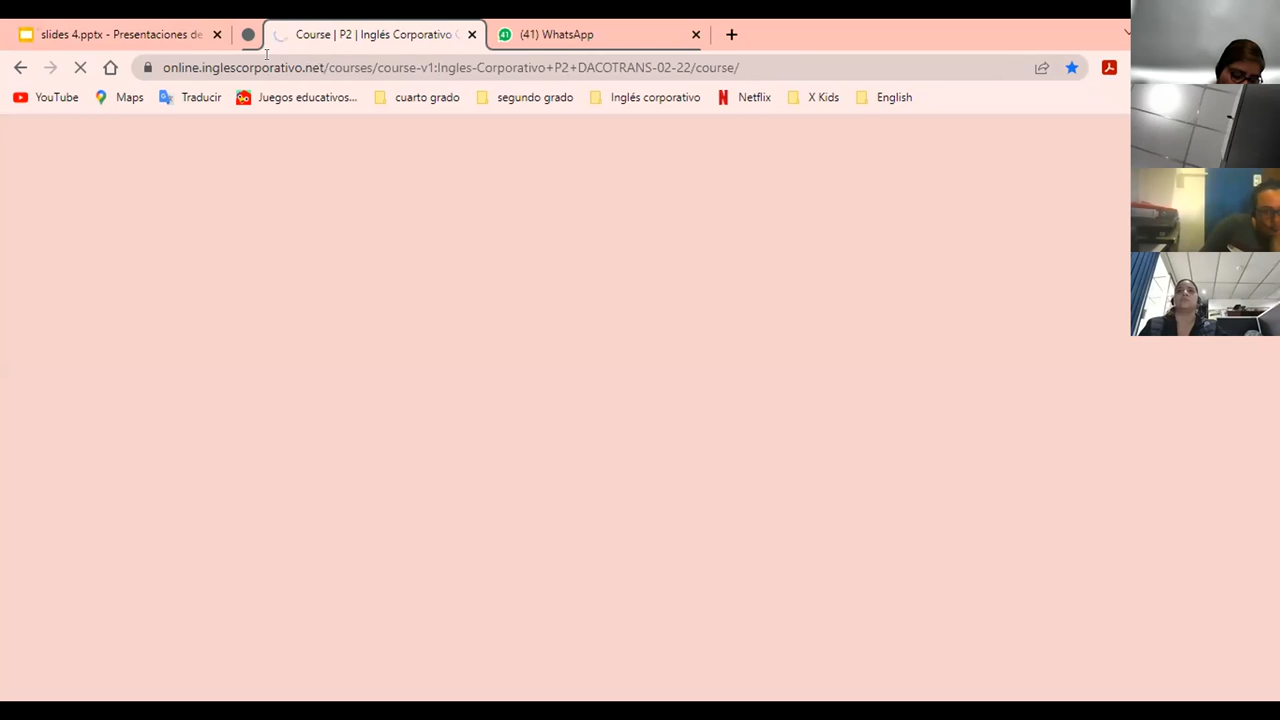 slides 4.pptx - Presentaciones de
Course | P2 | Inglés Corporativo
(41) WhatsApp
online.inglescorporativo.net/courses/course-v1:Ingles-Corporativo+P2+DACOTRANS-02-22/course/
YouTube Maps Traducir Juegos educativos... cuarto grado segundo grado Inglés corporativo Netflix X Kids English